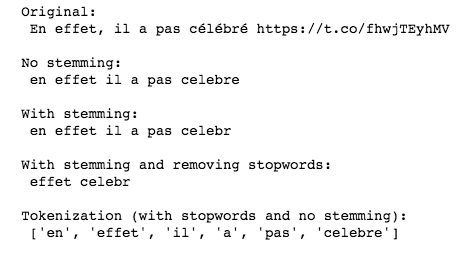 Original:
En effet, il a pas célébré https://t.co/fhwjTEyhMV
No stemming:
en effet il a pas celebre
With stemming:
en effet il a pas celebr
With stemming and removing stopwords:
effet celebr
Tokenization (with stopwords and no stemming):
['en', 'effet', 'il', 'a', 'pas', 'celebre']